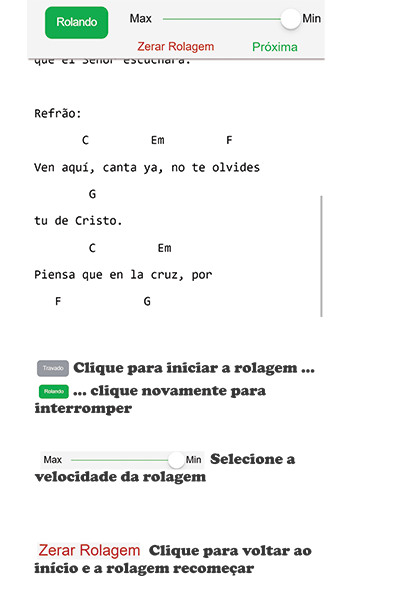 Rolando Max Min
Zerar Rolagem Próxima
que el Señor escuchará.
Refrão:
C Em F
Ven aquí, canta ya, no te olvides
G
tu de Cristo.
C Em
Piensa que en la cruz, por
F G
Travado Clique para iniciar a rolagem ...
Rolando ... clique novamente para
interromper
Max Min Selecione a
velocidade da rolagem
Zerar Rolagem Clique para voltar ao
início e a rolagem recomeçar